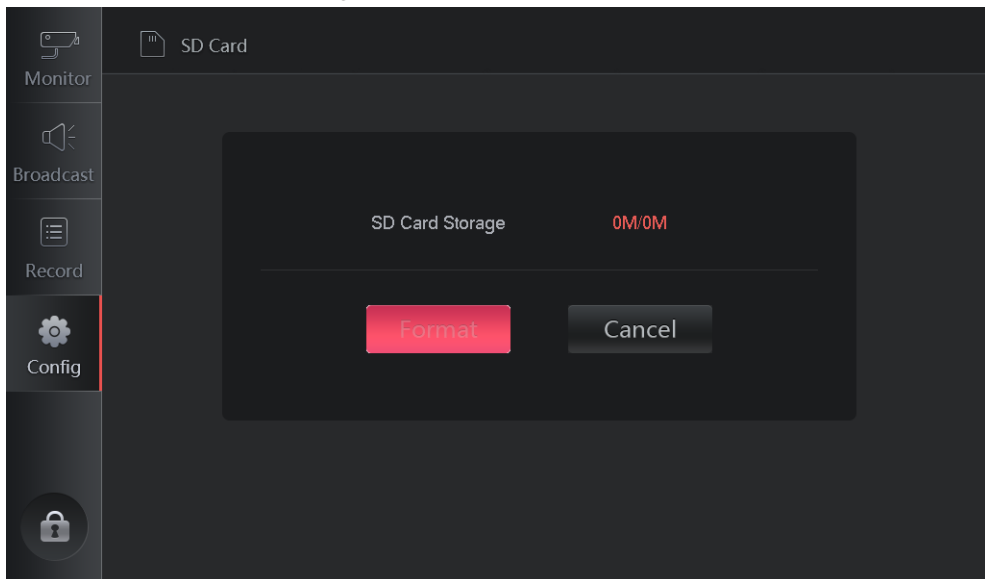 Monitor
Broadcast
Record
Config
SD Card
SD Card Storage 0M/0M
Format Cancel